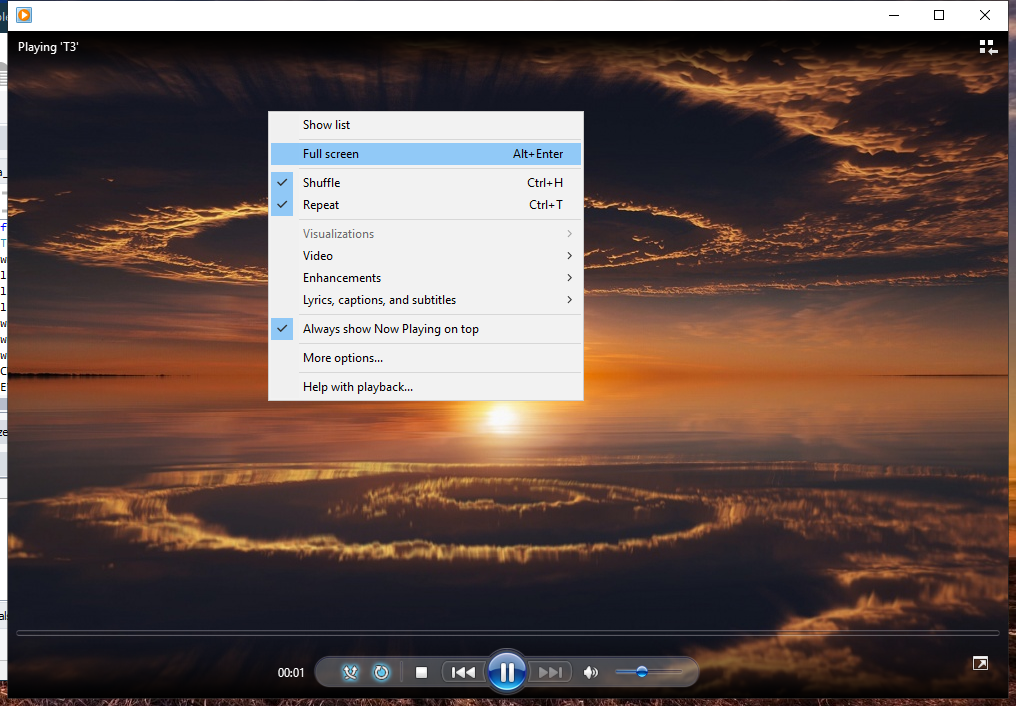 Playing 'T3'
Show list
Full screen Alt+Enter
Shuffle Ctrl+H
Repeat Ctrl+T
Visualizations
Video
Enhancements
Lyrics, captions, and subtitles
Always show Now Playing on top
More options...
Help with playback...
00:01